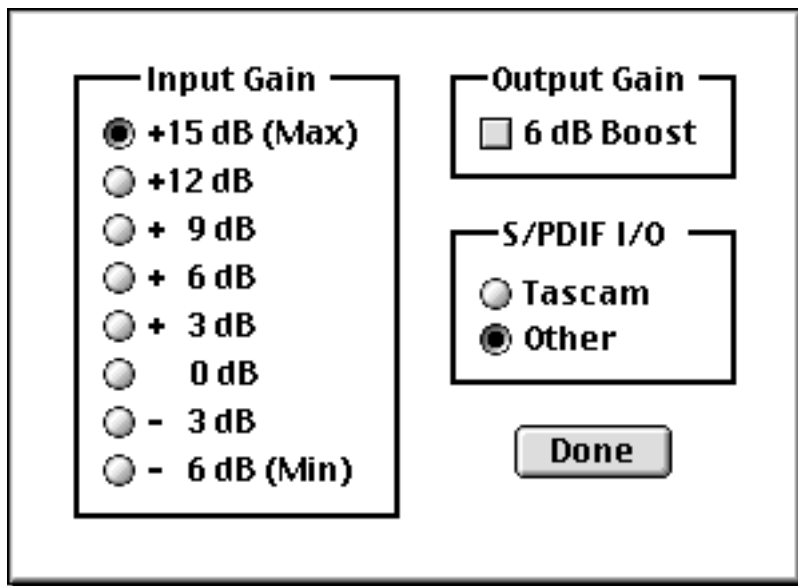 Input Gain
+15 dB (Max)
+12 dB
+ 9 dB
+ 6 dB
+ 3 dB
0 dB
- 3 dB
- 6 dB (Min)
Output Gain
6 dB Boost
S/PDIF I/O
Tascam
Other
Done